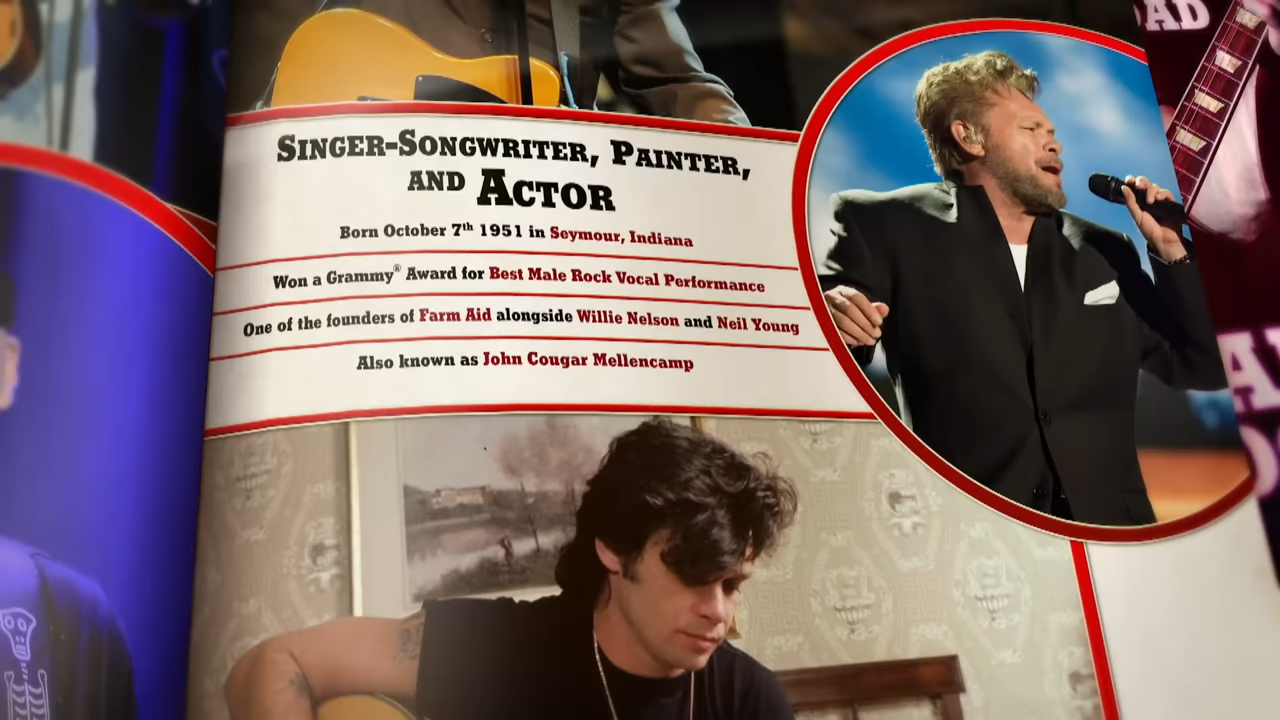 AD
SINGER-SONGWRITER, PAINTER,
AND ACTOR
Born October 7th 1951 in Seymour, Indiana
Won a Grammy® Award for Best Male Rock Vocal Performance
One of the founders of Farm Aid alongside Willie Nelson and Neil Young
Also known as John Cougar Mellencamp